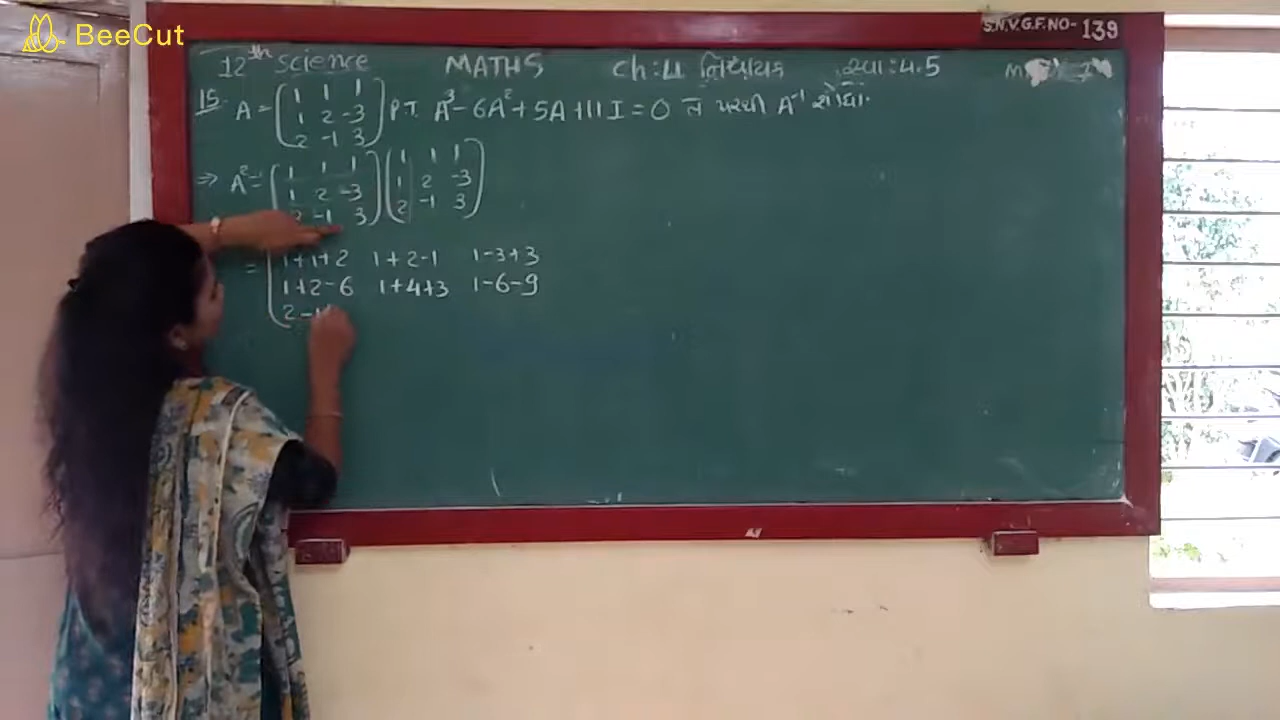 BeeCut
S.N.V.G.F.NO- 139
12th science MATHS Ch:4 નિશ્ચાયક સ્વા:4.5
15. A = [1 1 1; 1 2 -3; 2 -1 3] P.T. A³ - 6A² + 5A + 11I = 0 ને પરથી A⁻¹ શોધો.
⇒ A² = [1 1 1; 1 2 -3; 2 -1 3] [1 1 1; 1 2 -3; 2 -1 3]
= [1+1+2 1+2-1 1-3+3
1+2-6 1+4+3 1-6-9
2-1